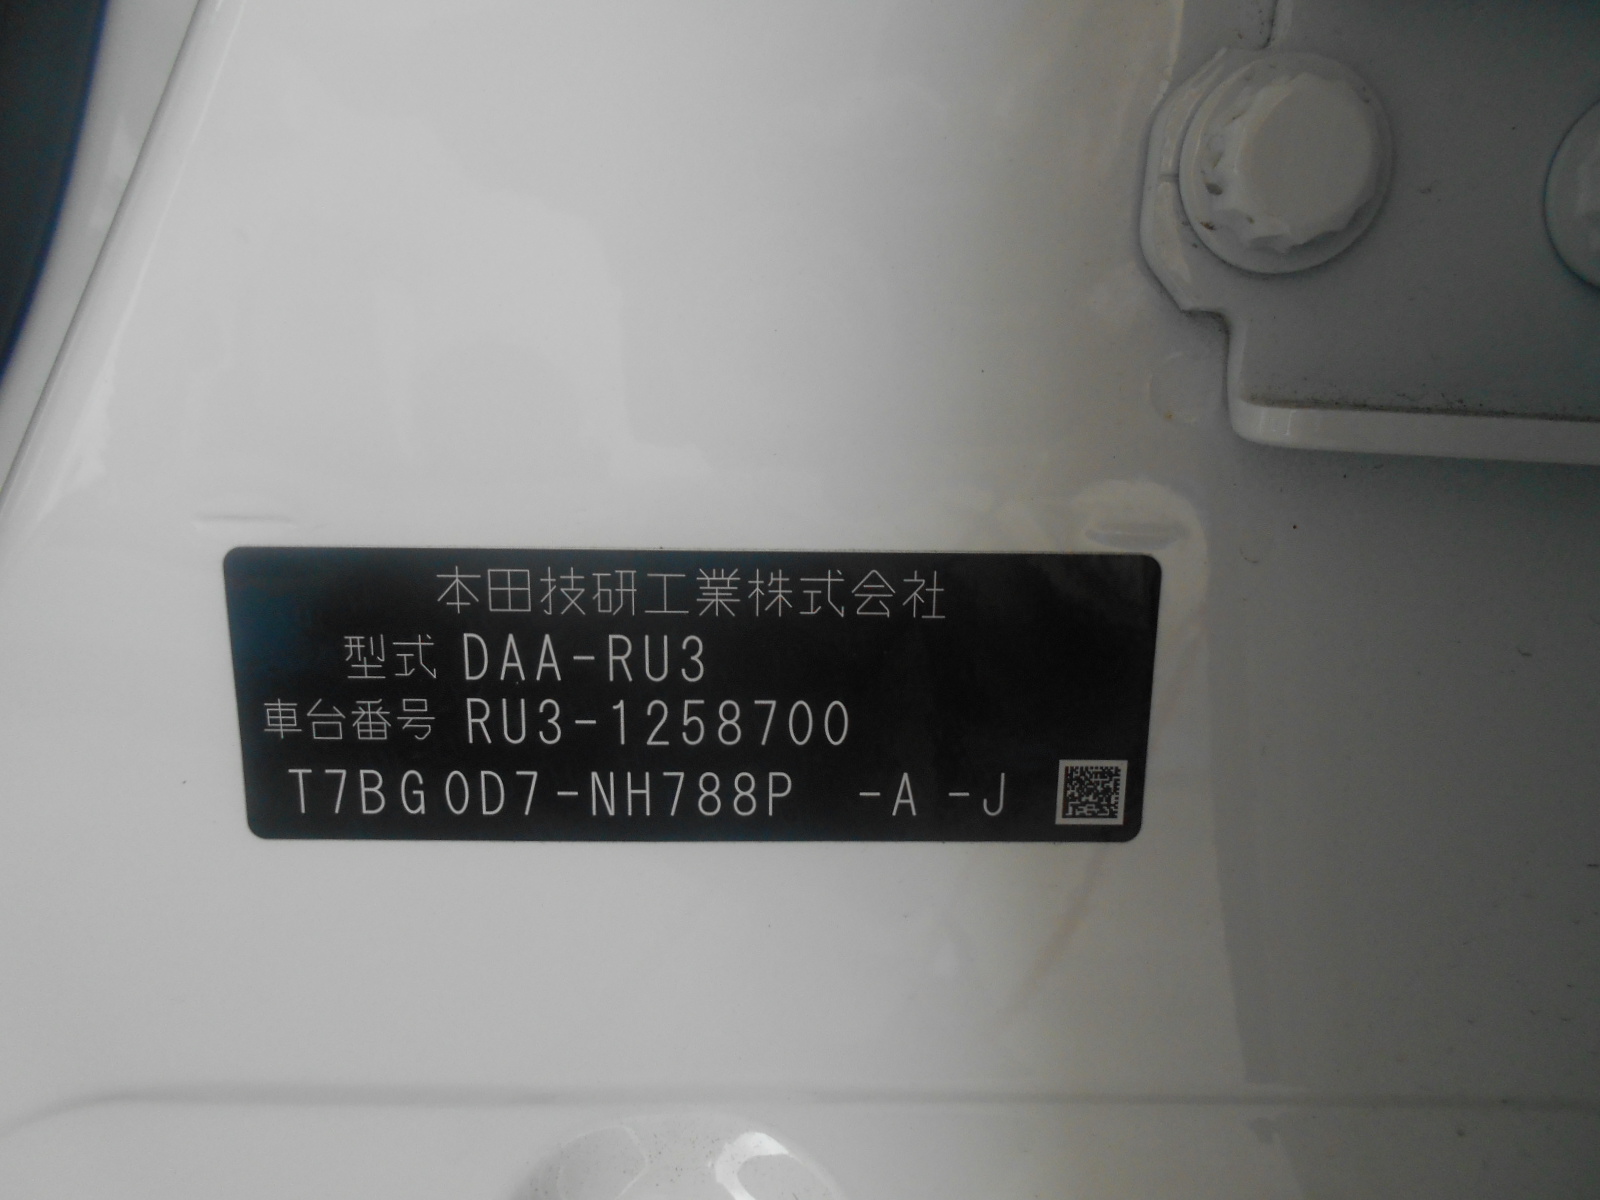 本田技研工業株式会社
型式 DAA-RU3
車台番号 RU3-1258700
T7BG0D7-NH788P -A -J